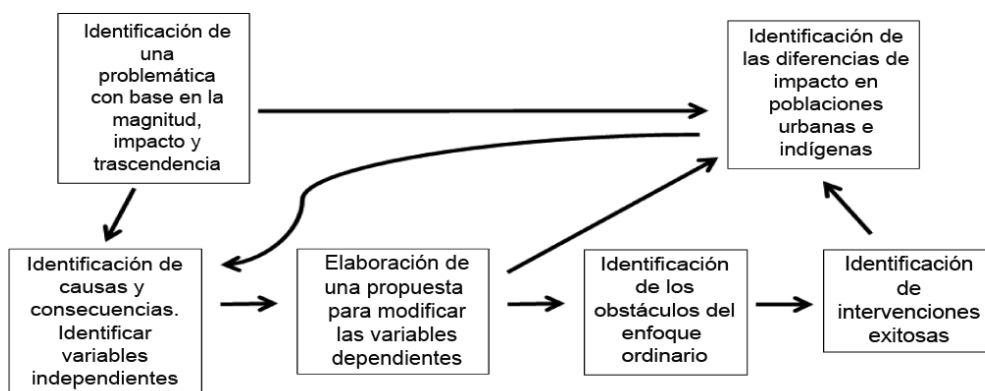 Identificación de
una
problemática
con base en la
magnitud,
impacto y
trascendencia
Identificación de
las diferencias de
impacto en
poblaciones
urbanas e
indígenas
Identificación de
causas y
consecuencias.
Identificar
variables
independientes
Elaboración de
una propuesta
para modificar
las variables
dependientes
Identificación
de los
obstáculos del
enfoque
ordinario
Identificación
de
intervenciones
exitosas